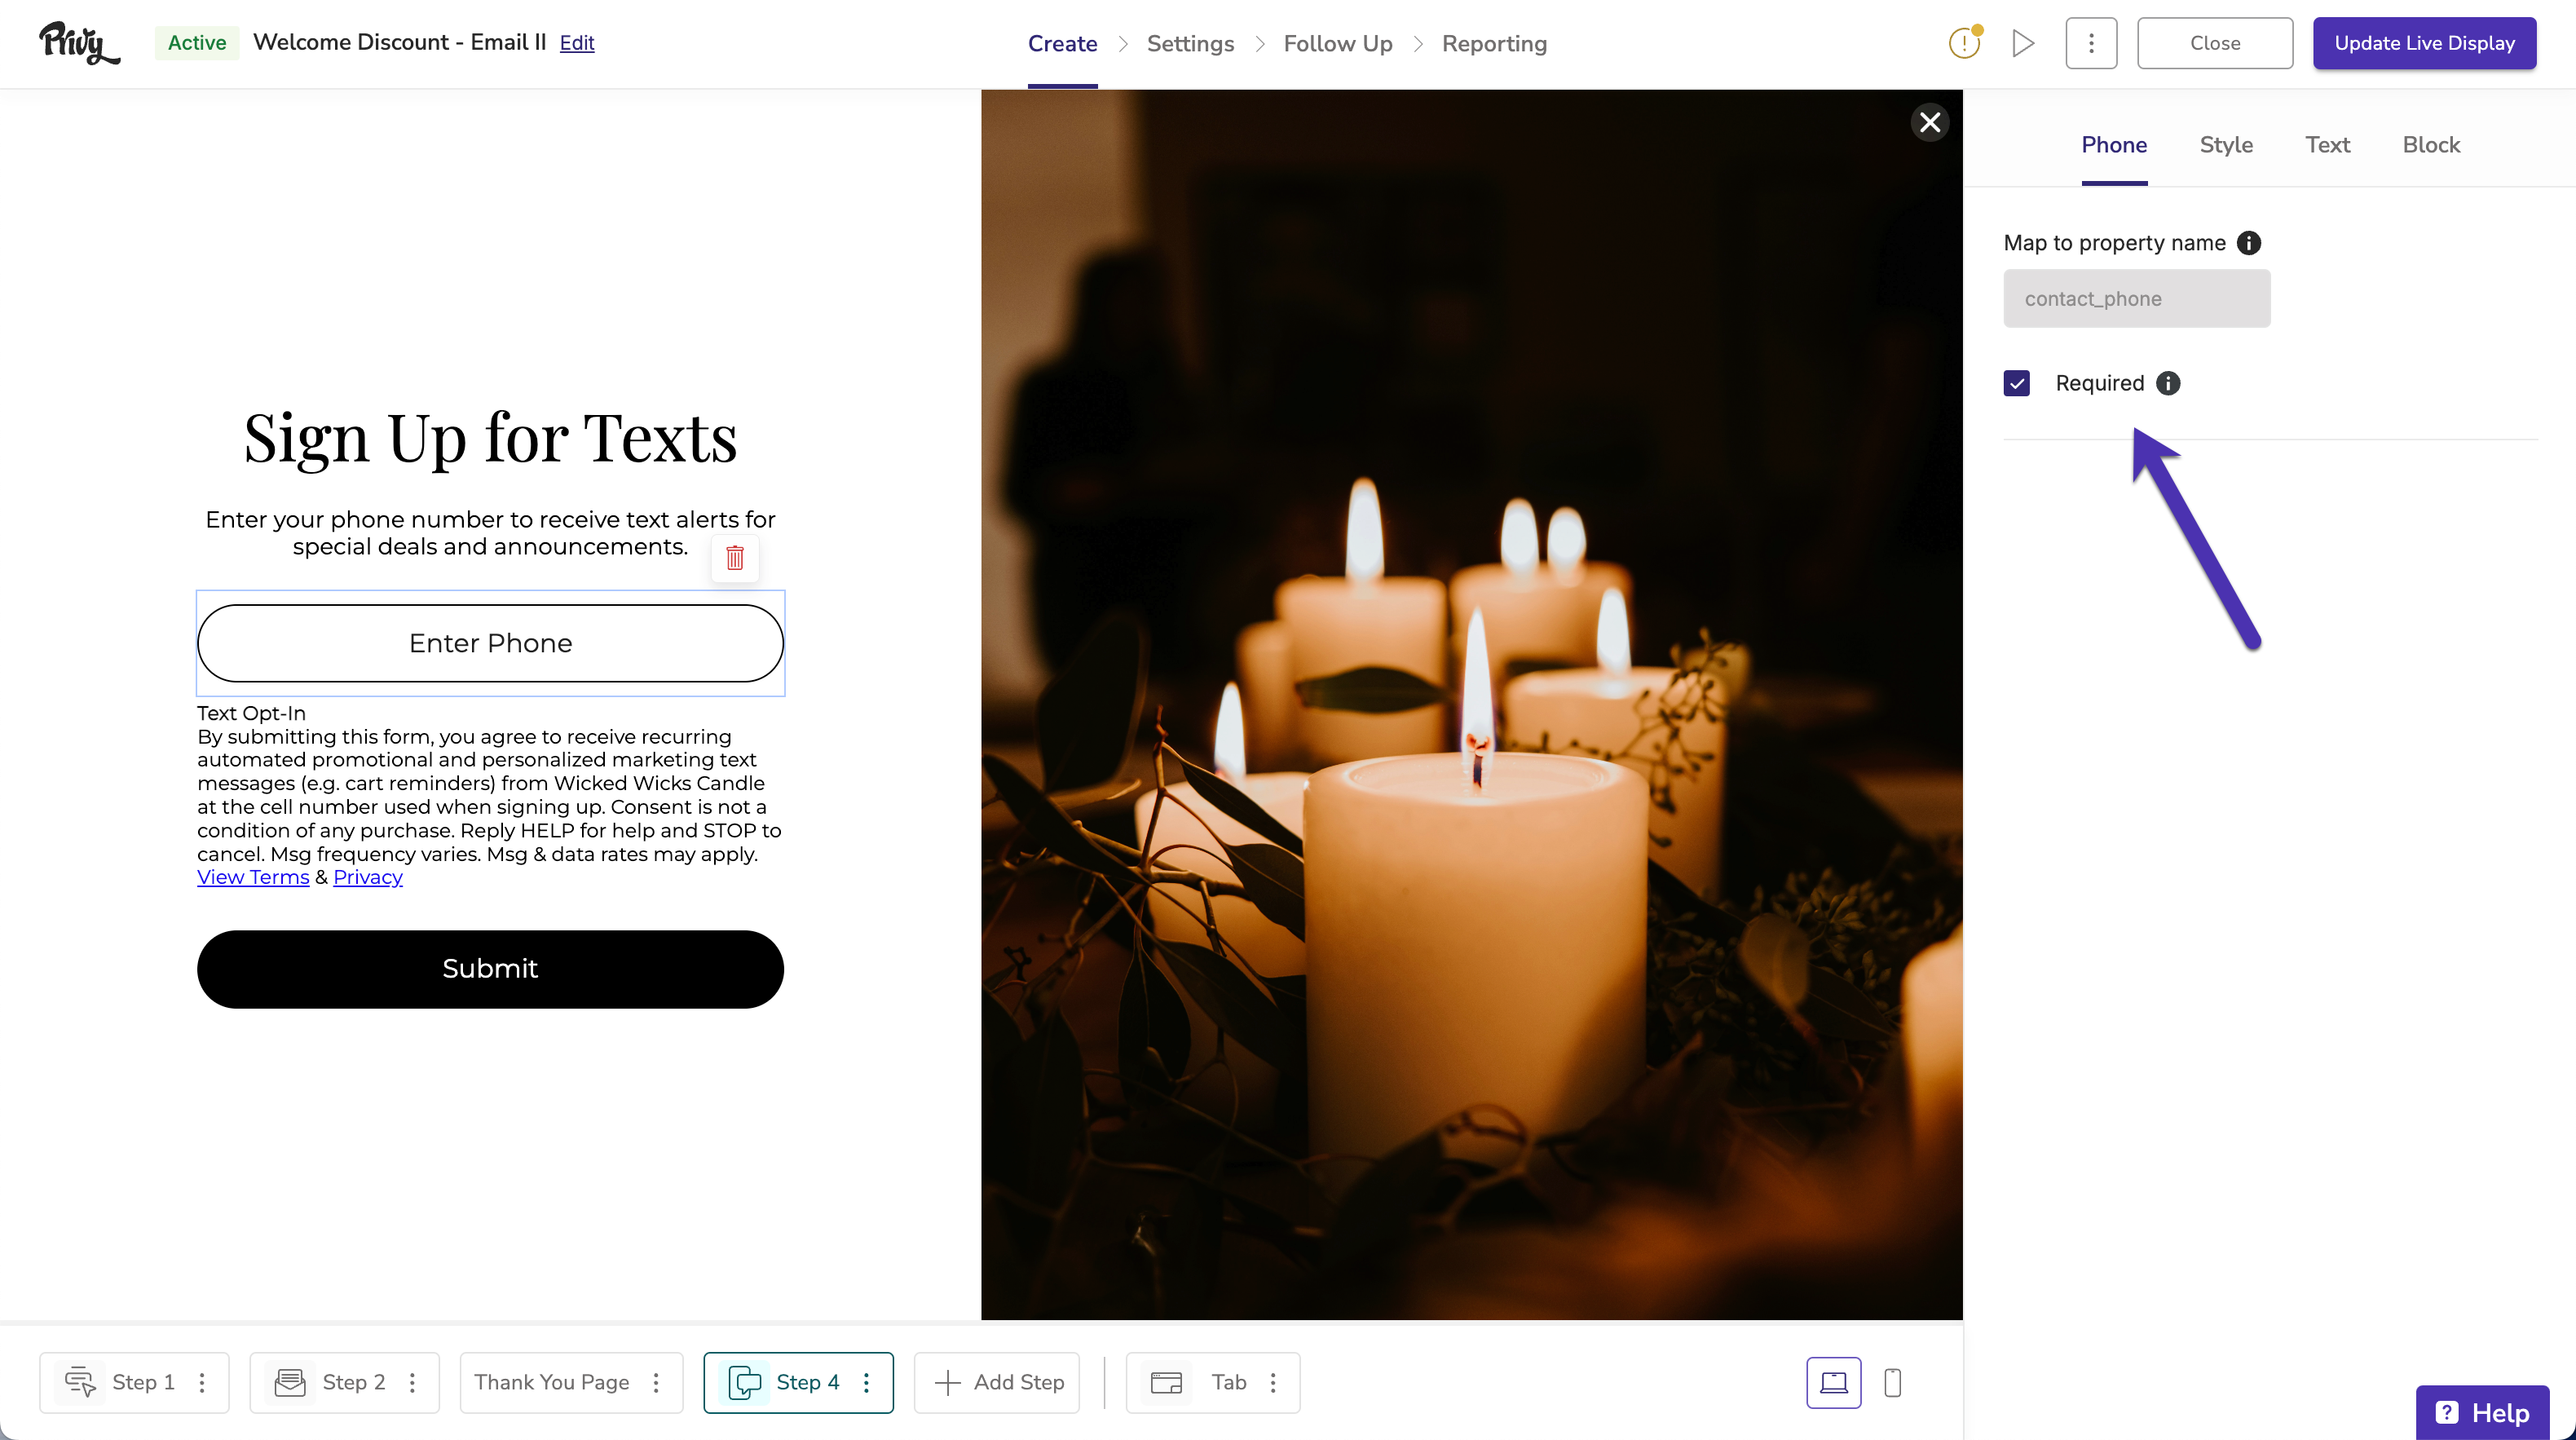 Privy
Active
Welcome Discount - Email II
Edit
Create
Settings
Follow Up
Reporting
Close
Update Live Display
Phone
Style
Text
Block
Map to property name
contact_phone
Required
Sign Up for Texts
Enter your phone number to receive text alerts for
special deals and announcements.
Enter Phone
Text Opt-In
By submitting this form, you agree to receive recurring
automated promotional and personalized marketing text
messages (e.g. cart reminders) from Wicked Wicks Candle
at the cell number used when signing up. Consent is not a
condition of any purchase. Reply HELP for help and STOP to
cancel. Msg frequency varies. Msg & data rates may apply.
View Terms & Privacy
Submit
Step 1
Step 2
Thank You Page
Step 4
Add Step
Tab
Help